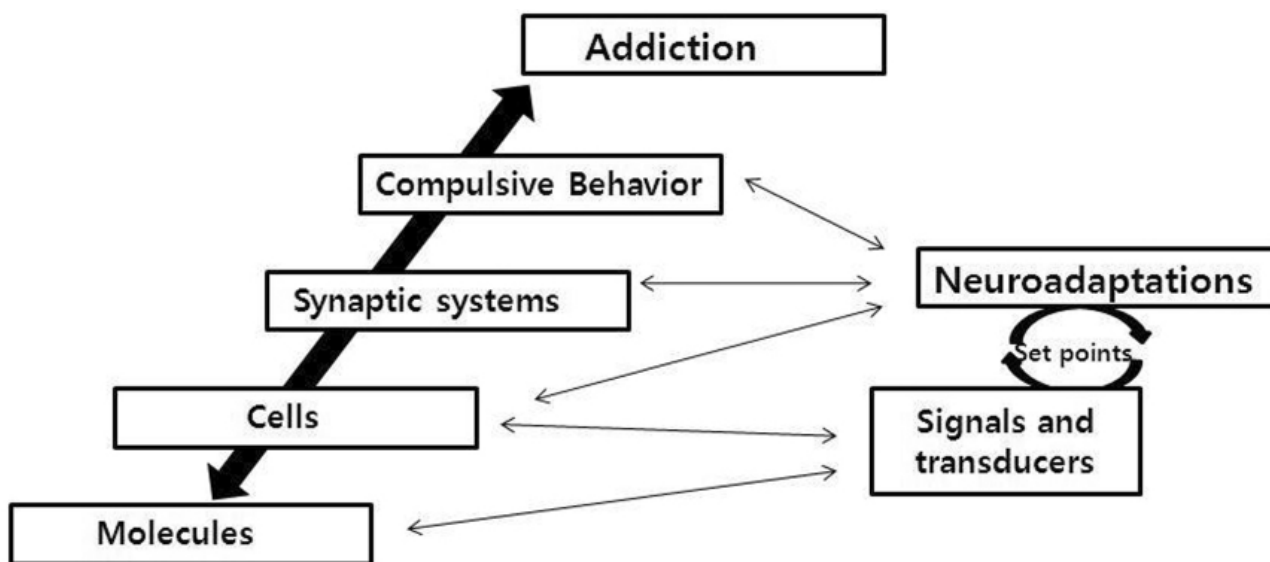 Addiction
Compulsive Behavior
Synaptic systems
Neuroadaptations
Set points
Cells
Signals and
transducers
Molecules